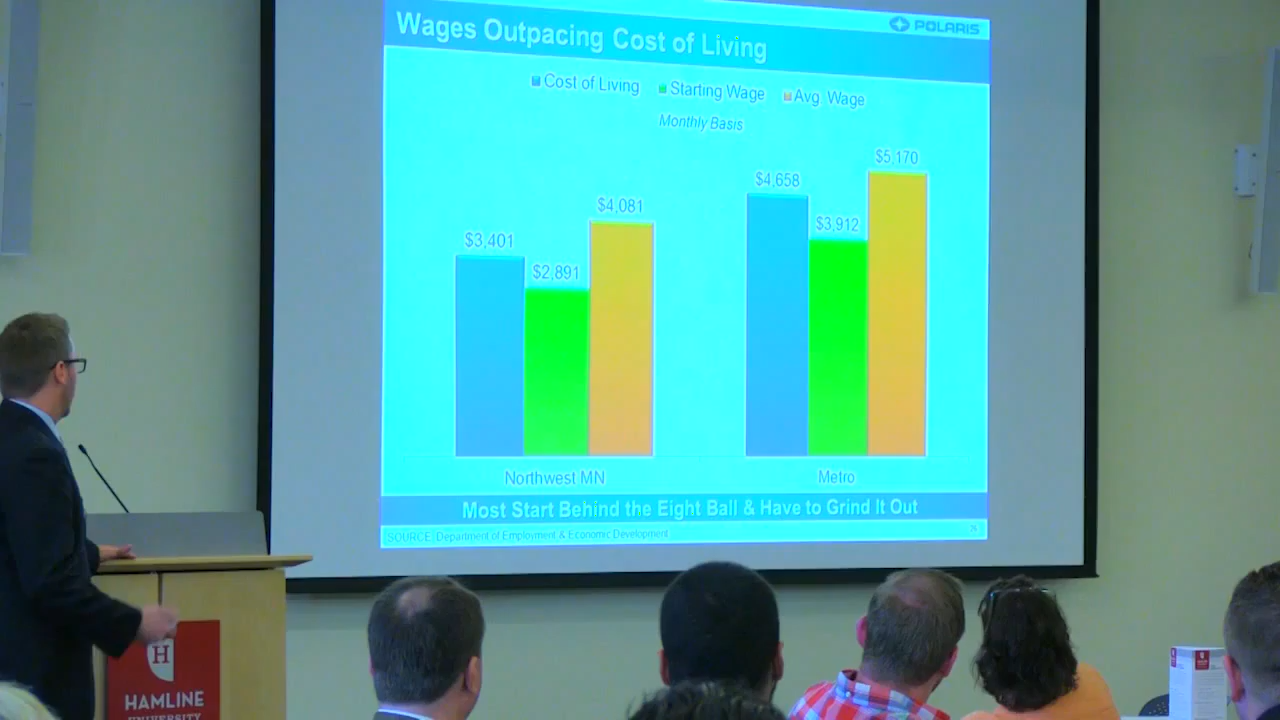 Wages Outpacing Cost of Living
POLARIS
Cost of Living Starting Wage Avg. Wage
Monthly Basis
$5,170
$4,658
$4,081
$3,912
$3,401
$2,891
Northwest MN Metro
Most Start Behind the Eight Ball & Have to Grind It Out
SOURCE: Department of Employment & Economic Development
H
HAMLINE
UNIVERSITY